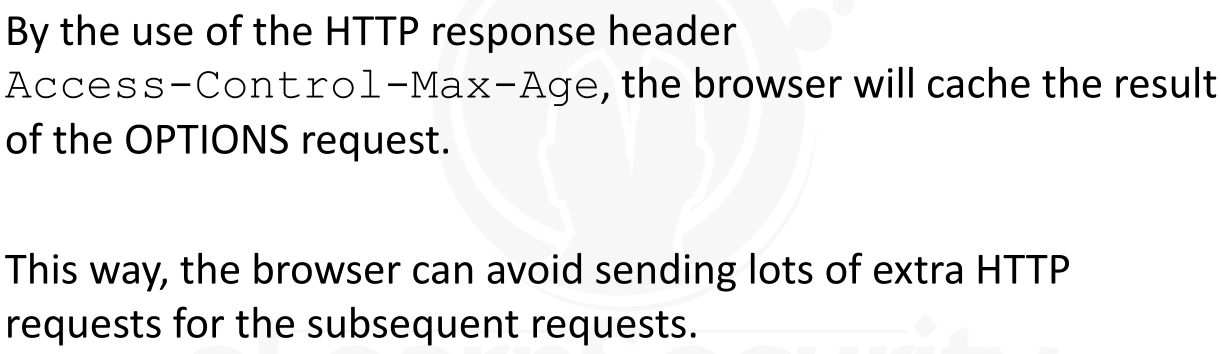 By the use of the HTTP response header
Access-Control-Max-Age, the browser will cache the result
of the OPTIONS request.
This way, the browser can avoid sending lots of extra HTTP
requests for the subsequent requests.